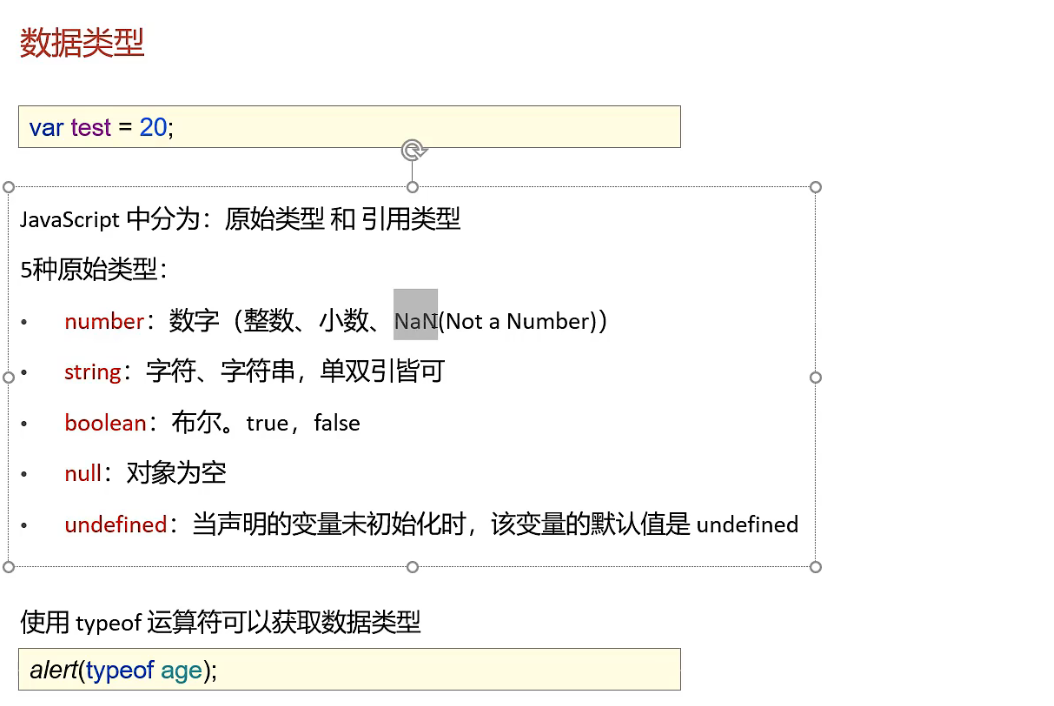 数据类型
var test = 20;
JavaScript 中分为：原始类型 和 引用类型
5种原始类型：
• number：数字（整数、小数、NaN(Not a Number)）
• string：字符、字符串，单双引皆可
• boolean：布尔。true，false
• null：对象为空
• undefined：当声明的变量未初始化时，该变量的默认值是 undefined
使用 typeof 运算符可以获取数据类型
alert(typeof age);